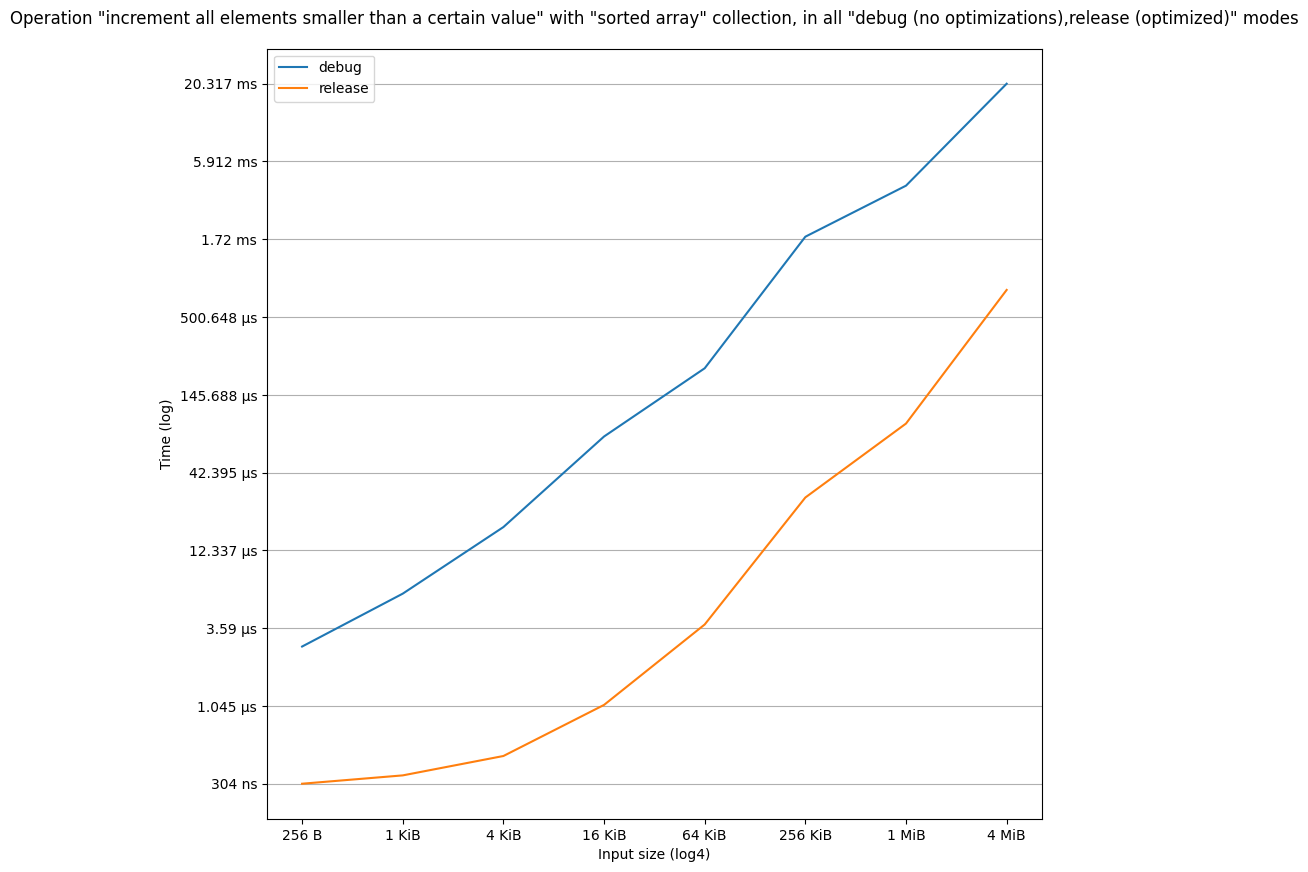 Operation "increment all elements smaller than a certain value" with "sorted array" collection, in all "debug (no optimizations),release (optimized)" modes
debug
release
20.317 ms
5.912 ms
1.72 ms
500.648 µs
145.688 µs
42.395 µs
12.337 µs
3.59 µs
1.045 µs
304 ns
Time (log)
256 B 1 KiB 4 KiB 16 KiB 64 KiB 256 KiB 1 MiB 4 MiB
Input size (log4)